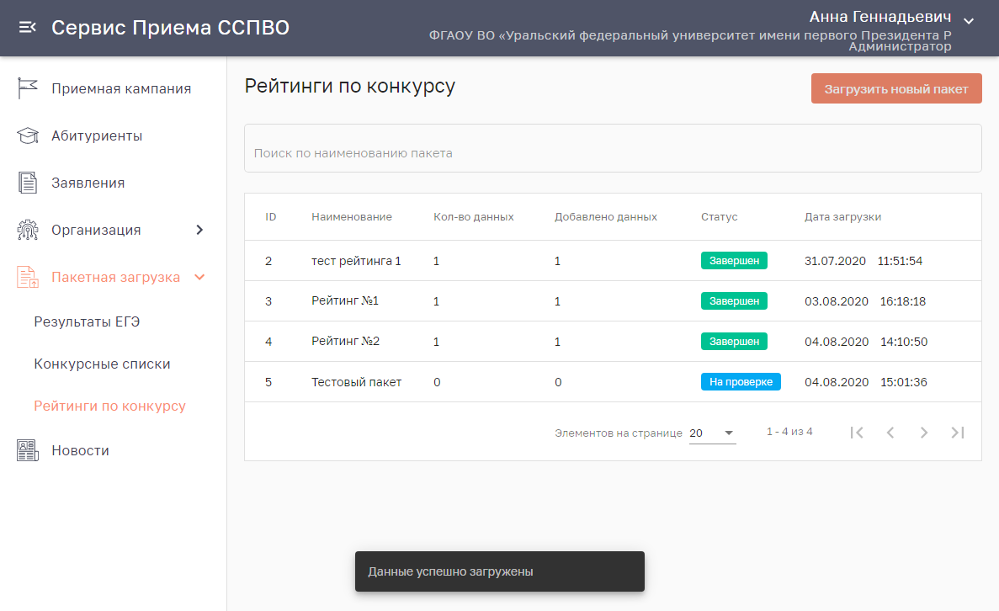 Сервис Приема ССПВО
Анна Геннадьевич
ФГАОУ ВО «Уральский федеральный университет имени первого Президента Р
Администратор
Приемная кампания
Абитуриенты
Заявления
Организация
Пакетная загрузка
Результаты ЕГЭ
Конкурсные списки
Рейтинги по конкурсу
Новости
Рейтинги по конкурсу
Загрузить новый пакет
Поиск по наименованию пакета
ID Наименование Кол-во данных Добавлено данных Статус Дата загрузки
2 тест рейтинга 1 1 1 Завершен 31.07.2020 11:51:54
3 Рейтинг №1 1 1 Завершен 03.08.2020 16:18:18
4 Рейтинг №2 1 1 Завершен 04.08.2020 14:10:50
5 Тестовый пакет 0 0 На проверке 04.08.2020 15:01:36
Элементов на странице 20 1 - 4 из 4
Данные успешно загружены